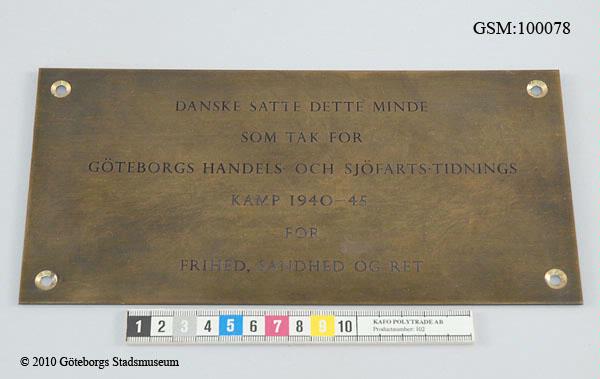 GSM:100078
DANSKE SATTE DETTE MINDE
SOM TAK FOR
GÖTEBORGS HANDELS- OCH SJÖFARTS-TIDNINGS
KAMP 1940-45
FOR
FRIHED, SANDHED OG RET
1 2 3 4 5 6 7 8 9 10
KAFO POLYTRADE AB
Productnumber: 102
© 2010 Göteborgs Stadsmuseum